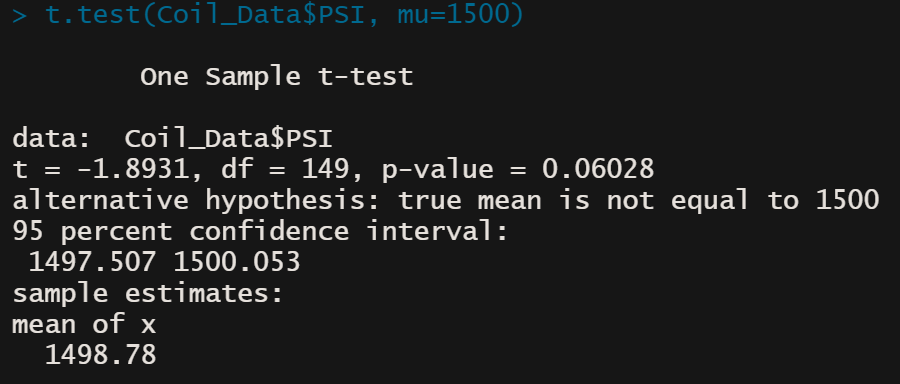 > t.test(Coil_Data$PSI, mu=1500)
One Sample t-test
data:  Coil_Data$PSI
t = -1.8931, df = 149, p-value = 0.06028
alternative hypothesis: true mean is not equal to 1500
95 percent confidence interval:
1497.507 1500.053
sample estimates:
mean of x
1498.78